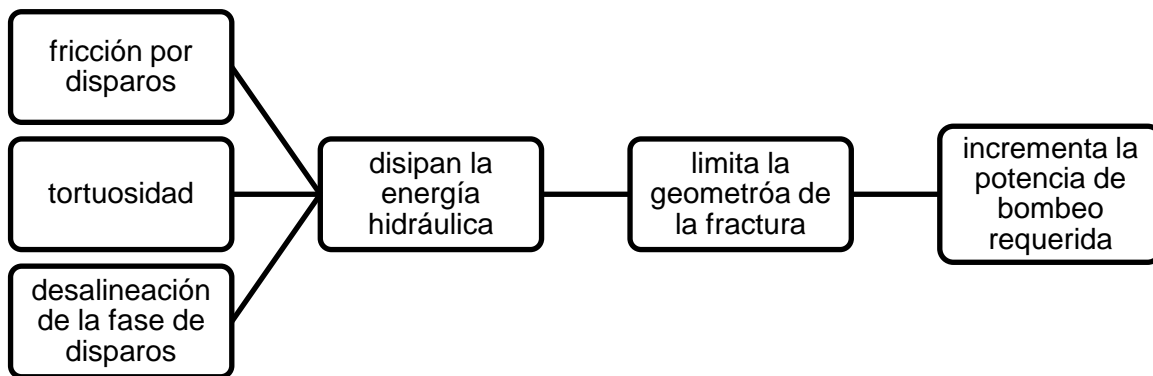 fricción por
disparos
tortuosidad
desalineación
de la fase de
disparos
disipan la
energía
hidráulica
limita la
geometróa de
la fractura
incrementa la
potencia de
bombeo
requerida